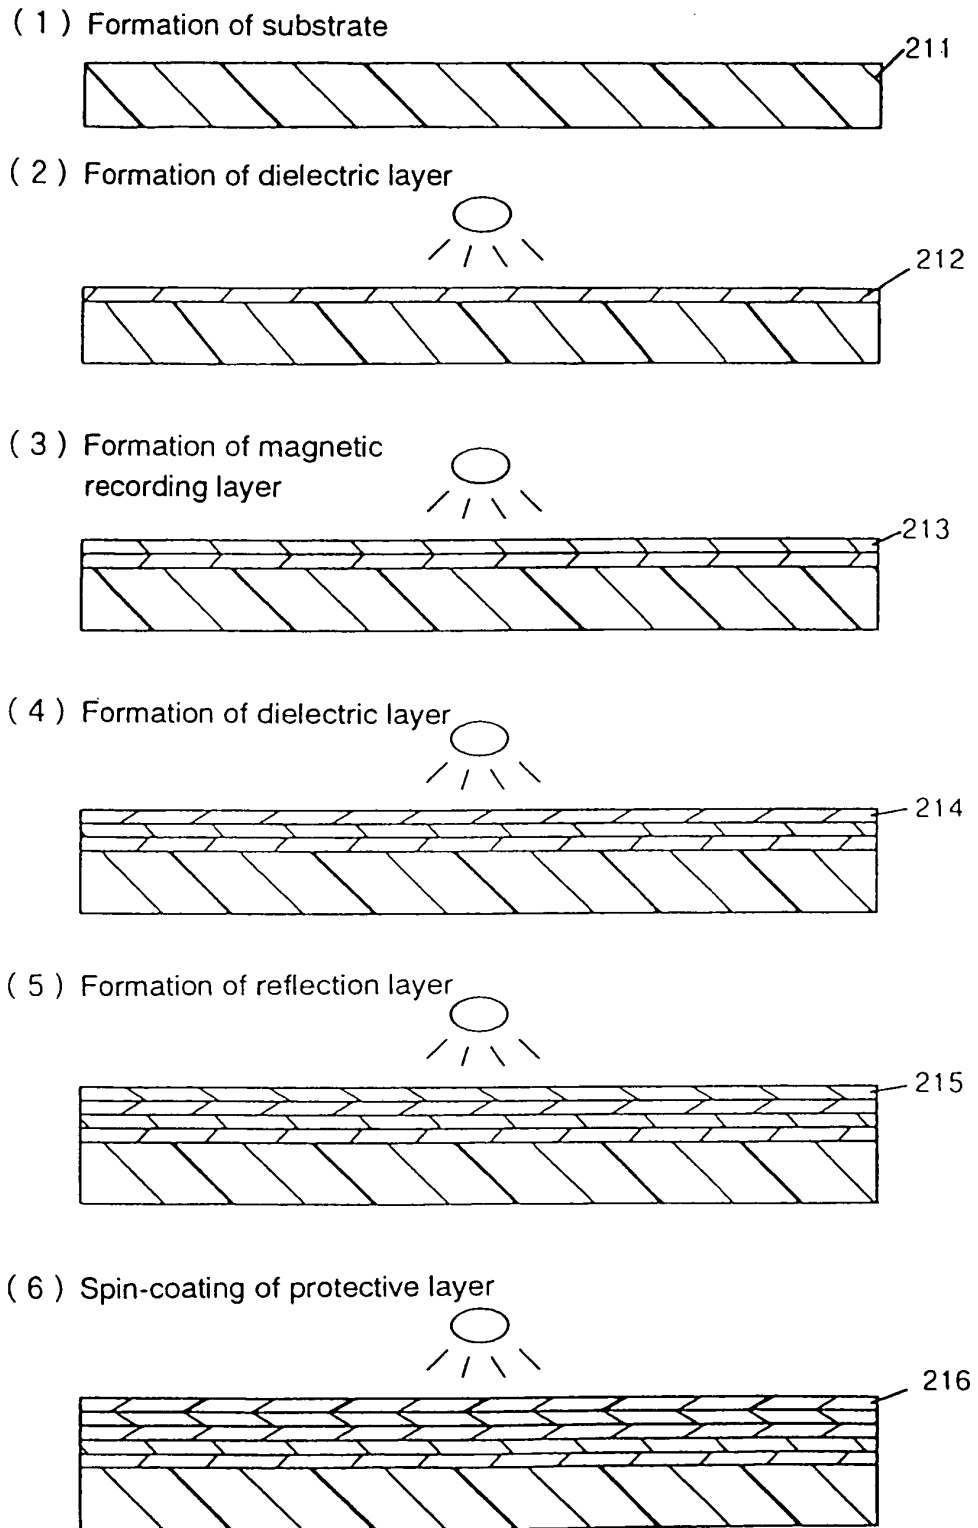 (1) Formation of substrate
211
(2) Formation of dielectric layer
212
(3) Formation of magnetic
recording layer
213
(4) Formation of dielectric layer
214
(5) Formation of reflection layer
215
(6) Spin-coating of protective layer
216